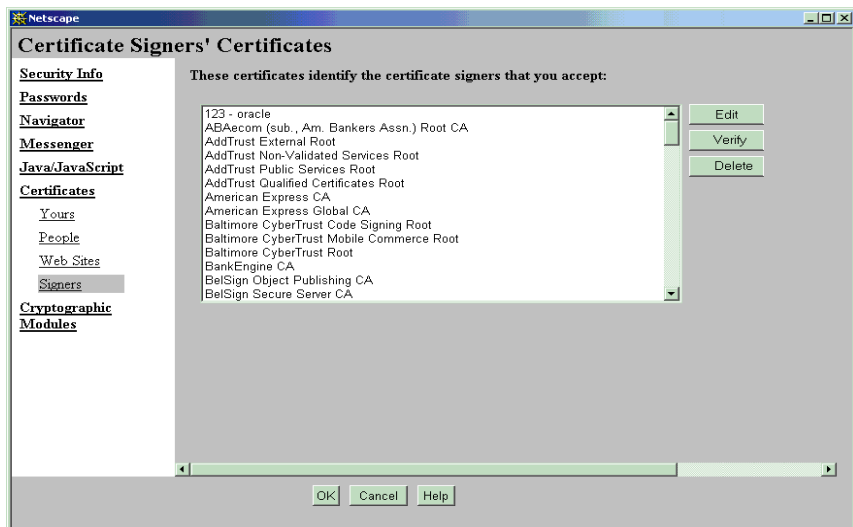 Netscape
Certificate Signers' Certificates
Security Info
Passwords
Navigator
Messenger
Java/JavaScript
Certificates
Yours
People
Web Sites
Signers
Cryptographic
Modules
These certificates identify the certificate signers that you accept:
123 - oracle
ABAecom (sub., Am. Bankers Assn.) Root CA
AddTrust External Root
AddTrust Non-Validated Services Root
AddTrust Public Services Root
AddTrust Qualified Certificates Root
American Express CA
American Express Global CA
Baltimore CyberTrust Code Signing Root
Baltimore CyberTrust Mobile Commerce Root
Baltimore CyberTrust Root
BankEngine CA
BelSign Object Publishing CA
BelSign Secure Server CA
Edit
Verify
Delete
OK Cancel Help